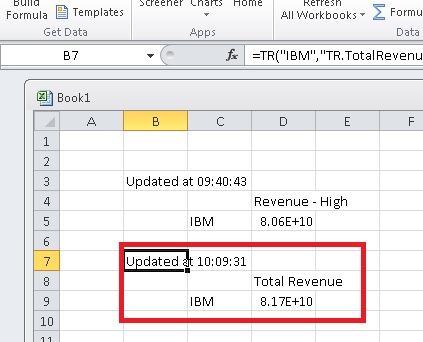 Build
Formula
Screener Charts Home
Refresh
All Workbooks
Formu
Get Data
Apps
Data
B7
fx
=TR("IBM","TR.TotalRevenu
Book1
A B C D E F
1
2
3 Updated at 09:40:43
4 Revenue - High
5 IBM 8.06E+10
6
7 Updated at 10:09:31
8 Total Revenue
9 IBM 8.17E+10
10
11